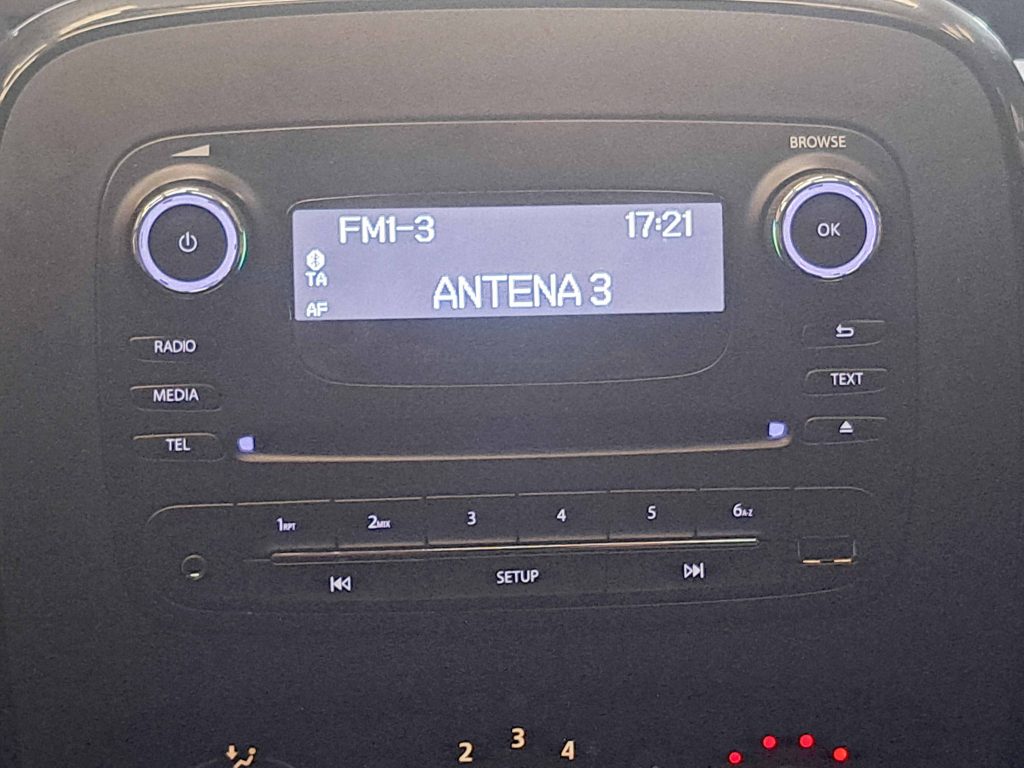 BROWSE
FM1-3 17:21
OK
TA
ANTENA 3
AF
RADIO
MEDIA
TEXT
TEL
1RPT 2MIX 3 4 5 6A-Z
SETUP
2 3 4